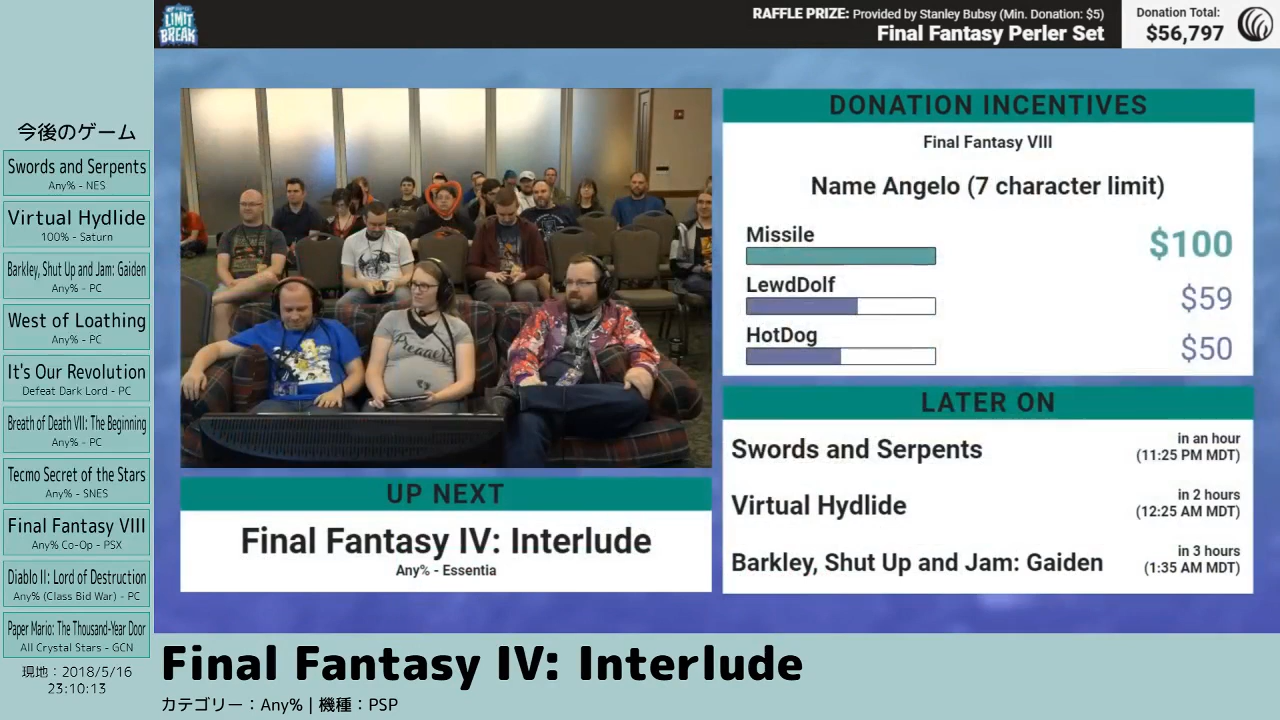 LIMIT
BREAK
RAFFLE PRIZE: Provided by Stanley Bubsy (Min. Donation: $5)
Final Fantasy Perler Set
Donation Total:
$56,797
今後のゲーム
Swords and Serpents
Any% - NES
Virtual Hydlide
100% - Saturn
Barkley, Shut Up and Jam: Gaiden
Any% - PC
West of Loathing
Any% - PC
It's Our Revolution
Defeat Dark Lord - PC
Breath of Death VII: The Beginning
Any% - PC
Tecmo Secret of the Stars
Any% - SNES
Final Fantasy VIII
Any% Co-Op - PSX
Diablo II: Lord of Destruction
Any% (Class Bid War) - PC
Paper Mario: The Thousand-Year Door
All Crystal Stars - GCN
現地：2018/5/16
23:10:13
Preggers
UP NEXT
Final Fantasy IV: Interlude
Any% - Essentia
DONATION INCENTIVES
Final Fantasy VIII
Name Angelo (7 character limit)
Missile $100
LewdDolf $59
HotDog $50
LATER ON
Swords and Serpents in an hour
(11:25 PM MDT)
Virtual Hydlide in 2 hours
(12:25 AM MDT)
Barkley, Shut Up and Jam: Gaiden in 3 hours
(1:35 AM MDT)
Final Fantasy IV: Interlude
カテゴリー：Any% | 機種：PSP